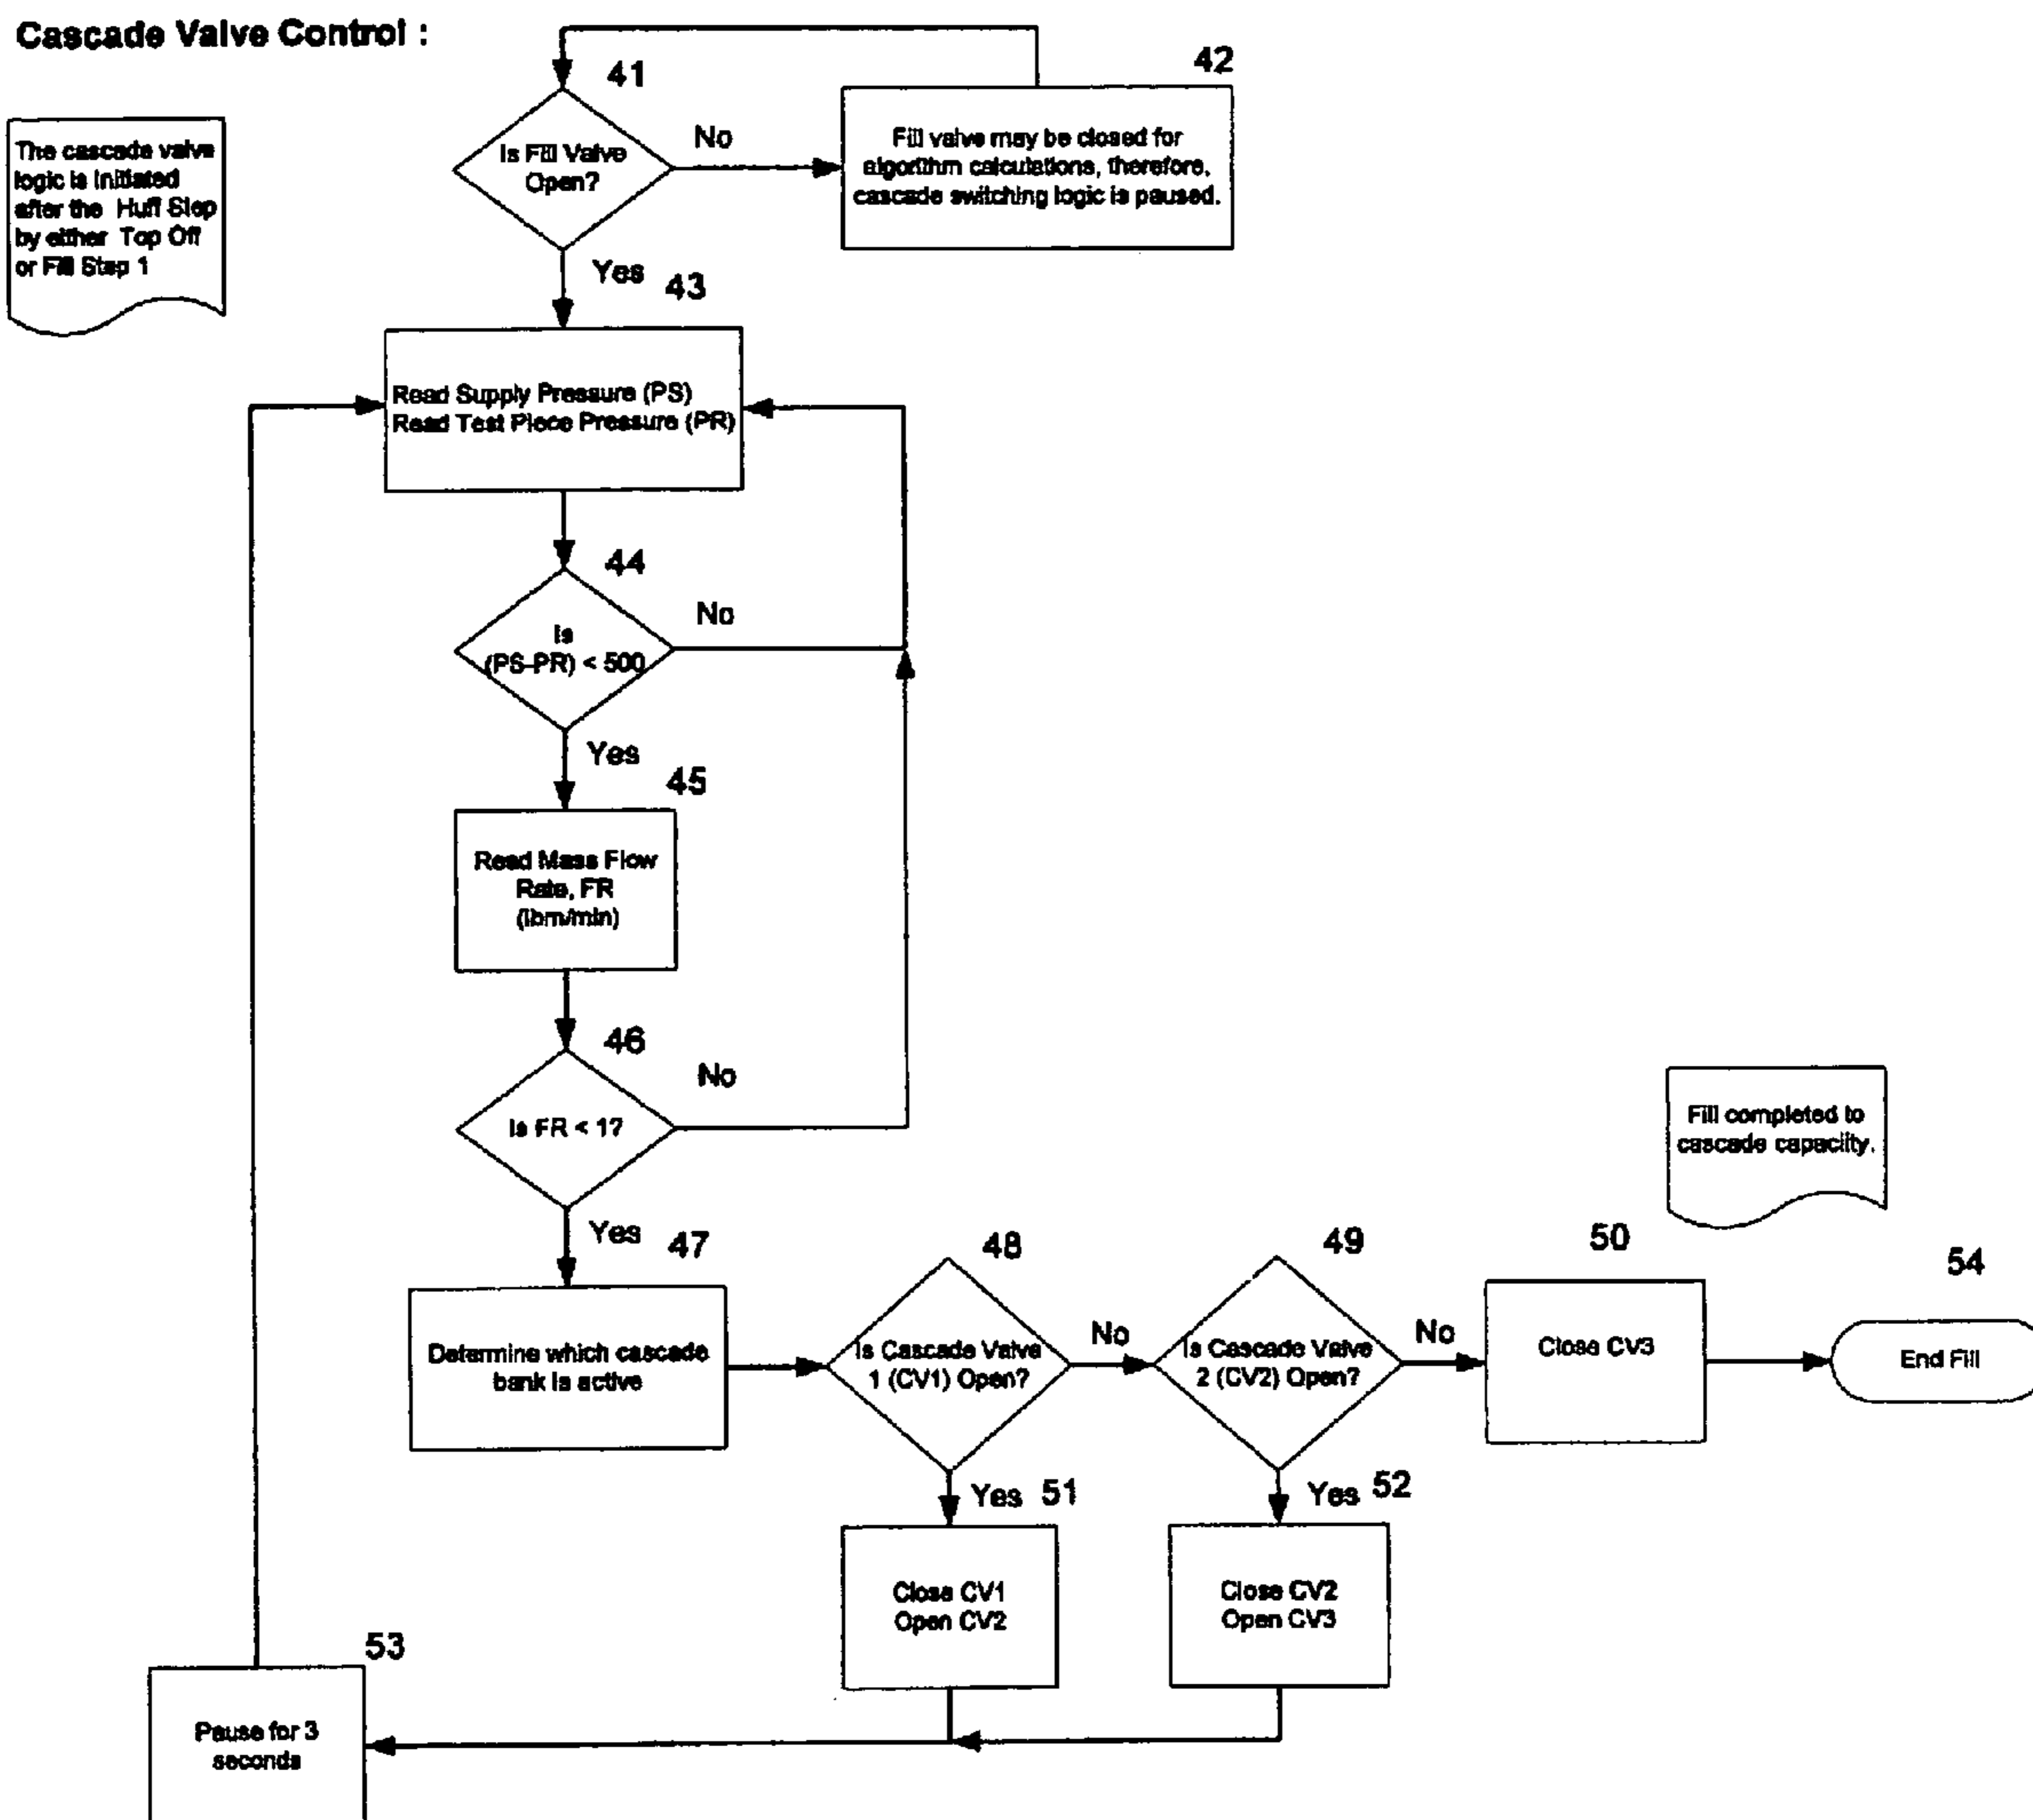 Cascade Valve Control :
41
42
The cascade valve
logic is initiated
after the Huff Step
by either Top Off
or Fill Step 1
Is Fill Valve
Open?
No
Fill valve may be closed for
algorithm calculations, therefore,
cascade switching logic is paused.
Yes
43
Read Supply Pressure (PS)
Read Test Piece Pressure (PR)
44
Is
(PS-PR) < 500
No
Yes
45
Read Mass Flow
Rate, FR
(lbm/min)
46
Is FR < 1?
No
Yes
47
Determine which cascade
bank is active
48
Is Cascade Valve
1 (CV1) Open?
No
49
Is Cascade Valve
2 (CV2) Open?
No
50
Close CV3
Fill completed to
cascade capacity.
54
End Fill
Yes
51
Close CV1
Open CV2
Yes
52
Close CV2
Open CV3
53
Pause for 3
seconds